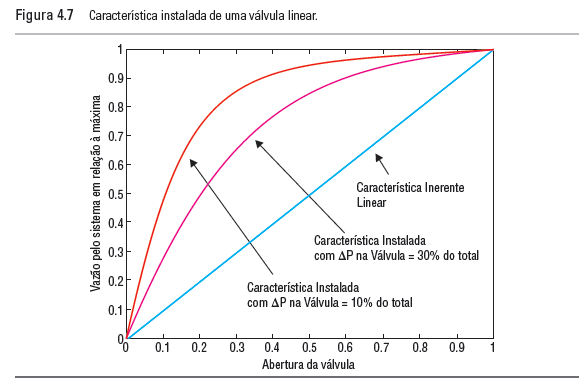 Figura 4.7 Característica instalada de uma válvula linear.
Vazão pelo sistema em relação à máxima
1
0.9
0.8
0.7
0.6
0.5
0.4
0.3
0.2
0.1
0
Característica Inerente
Linear
Característica Instalada
com ΔP na Válvula = 30% do total
Característica Instalada
com ΔP na Válvula = 10% do total
0 0.1 0.2 0.3 0.4 0.5 0.6 0.7 0.8 0.9 1
Abertura da válvula